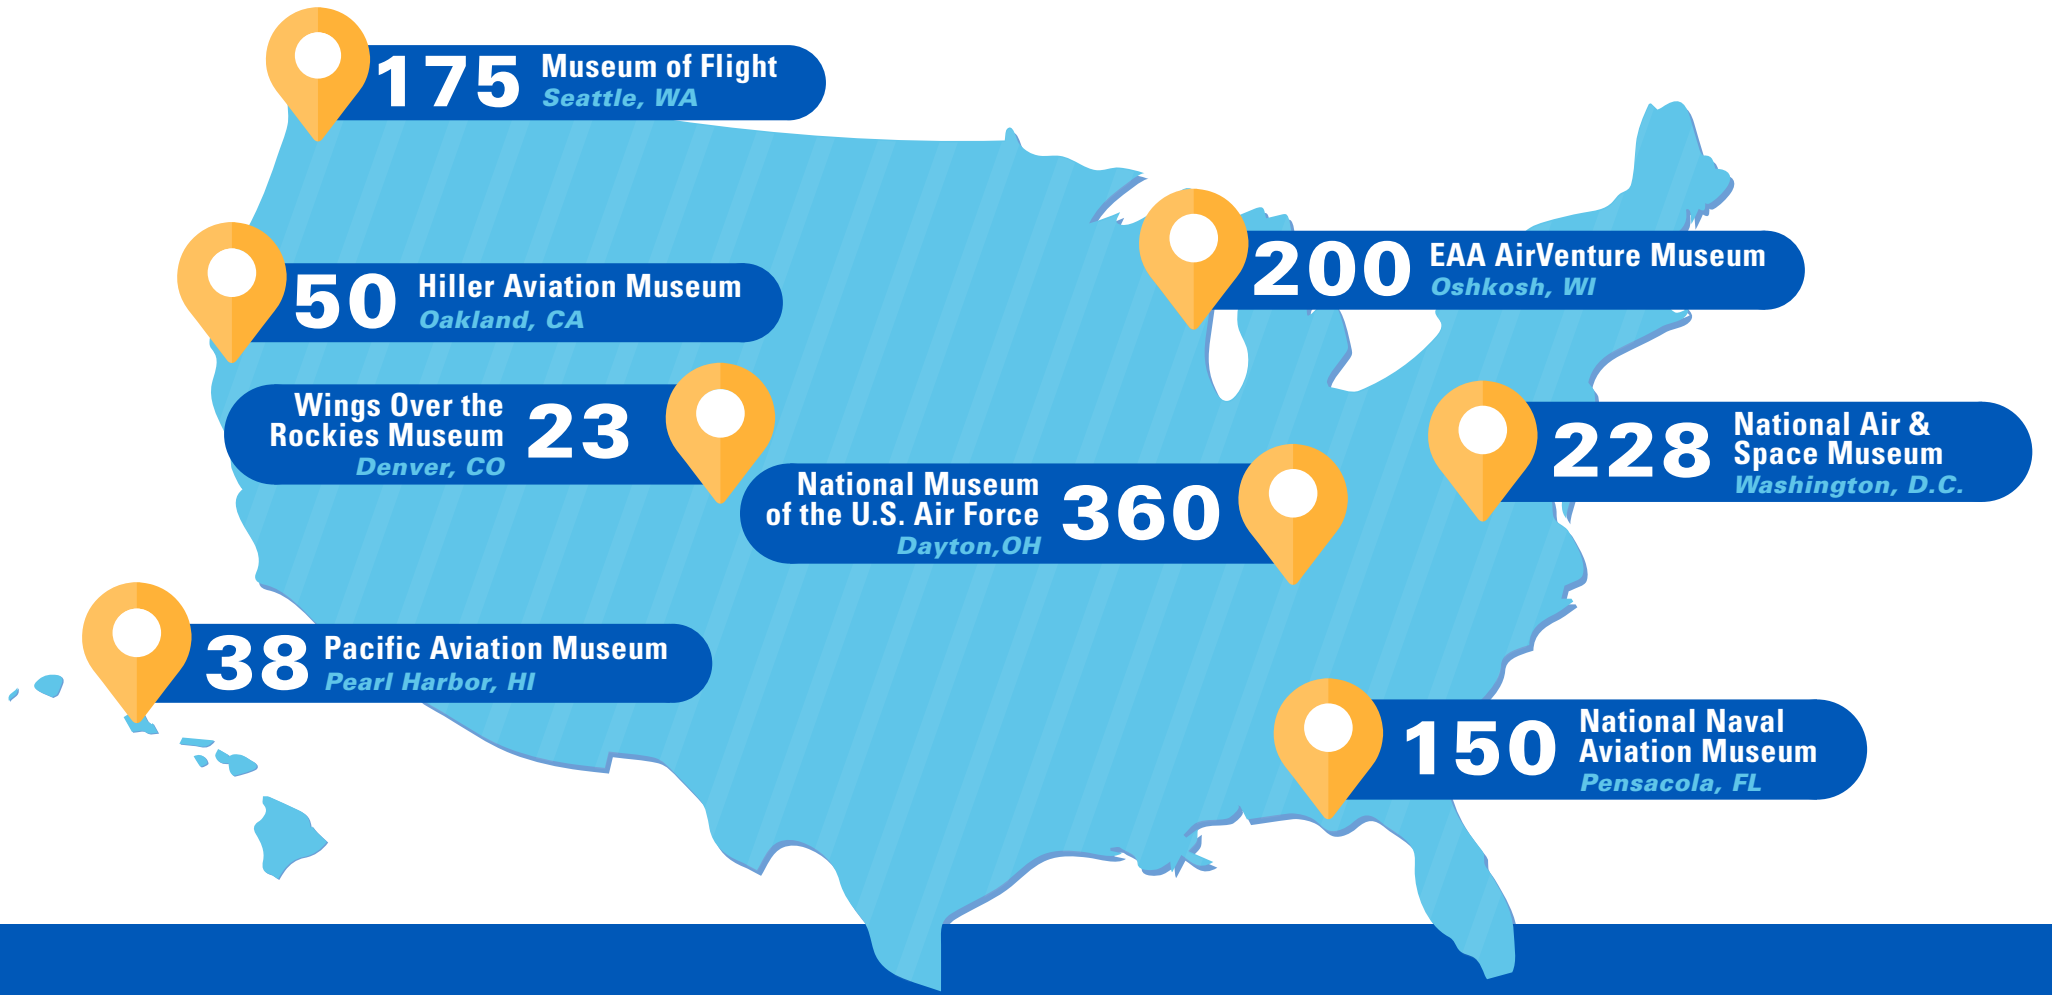 175
Museum of Flight
Seattle, WA
200
EAA AirVenture Museum
Oshkosh, WI
50
Hiller Aviation Museum
Oakland, CA
Wings Over the
Rockies Museum
Denver, CO
23
228
National Air &
Space Museum
Washington, D.C.
National Museum
of the U.S. Air Force
Dayton,OH
360
38
Pacific Aviation Museum
Pearl Harbor, HI
150
National Naval
Aviation Museum
Pensacola, FL